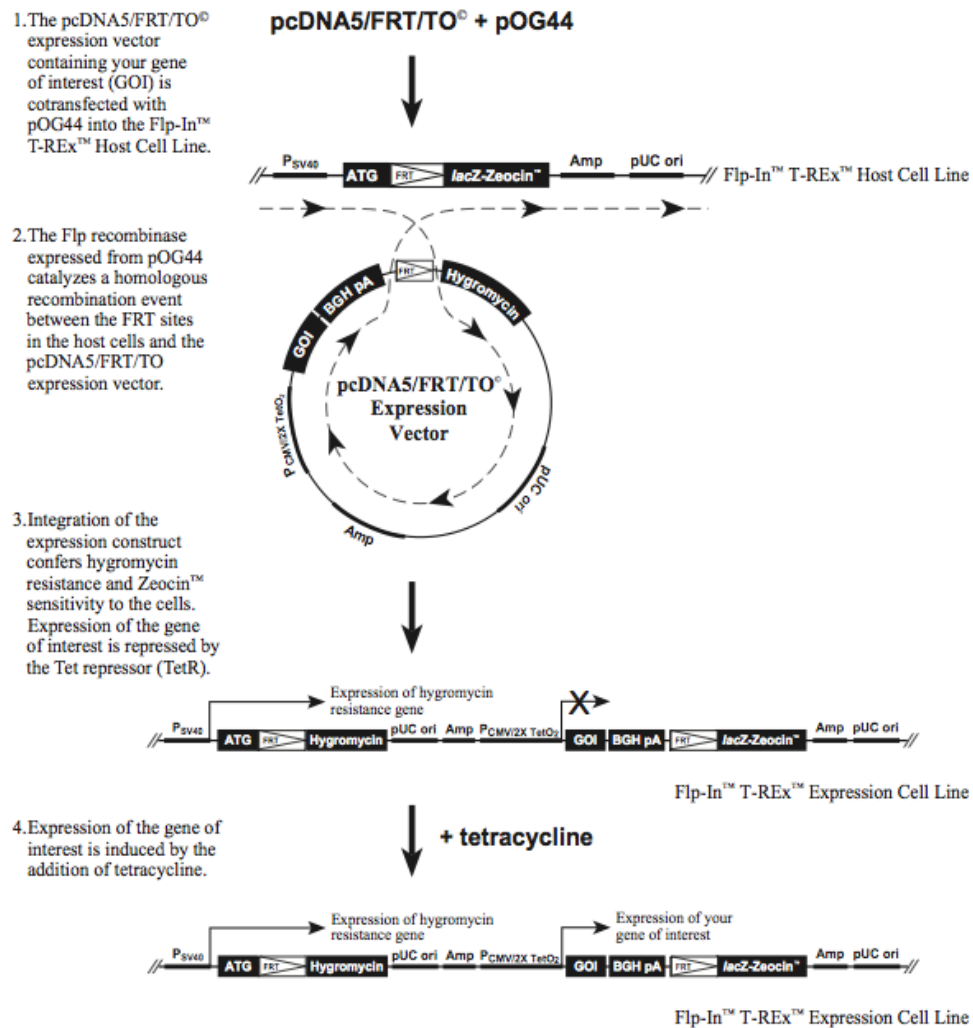 1.The pcDNA5/FRT/TO©
expression vector
containing your gene
of interest (GOI) is
cotransfected with
pOG44 into the Flp-In™
T-REx™ Host Cell Line.
pcDNA5/FRT/TO© + pOG44
PSV40
ATG
FRT
lacZ-Zeocin™
Amp
pUC ori
Flp-In™ T-REx™ Host Cell Line
2.The Flp recombinase
expressed from pOG44
catalyzes a homologous
recombination event
between the FRT sites
in the host cells and the
pcDNA5/FRT/TO
expression vector.
GOI
BGH pA
FRT
Hygromycin
pcDNA5/FRT/TO©
Expression
Vector
PCMV/2X TetO2
Amp
pUC ori
3.Integration of the
expression construct
confers hygromycin
resistance and Zeocin™
sensitivity to the cells.
Expression of the gene
of interest is repressed by
the Tet repressor (TetR).
Expression of hygromycin
resistance gene
X
PSV40
pUC ori
Amp
PCMV/2X TetO2
Amp
pUC ori
ATG
FRT
Hygromycin
GOI
BGH pA
FRT
lacZ-Zeocin™
Flp-In™ T-REx™ Expression Cell Line
4.Expression of the gene of
interest is induced by the
addition of tetracycline.
+ tetracycline
Expression of hygromycin
resistance gene
Expression of your
gene of interest
PSV40
pUC ori
Amp
PCMV/2X TetO2
Amp
pUC ori
ATG
FRT
Hygromycin
GOI
BGH pA
FRT
lacZ-Zeocin™
Flp-In™ T-REx™ Expression Cell Line